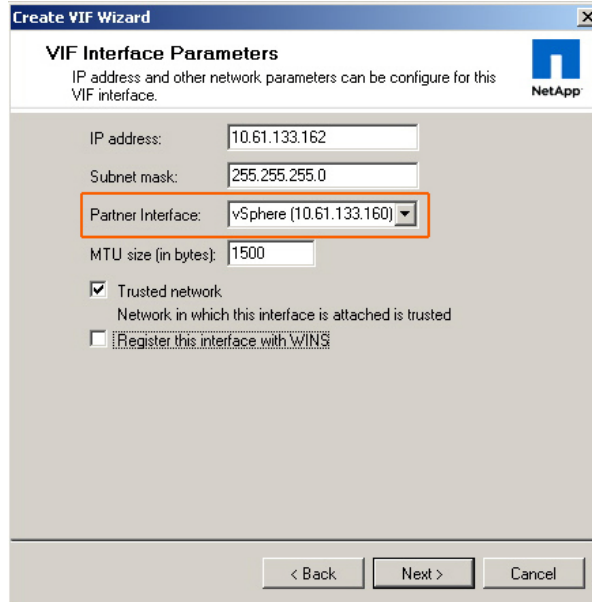 Create VIF Wizard
VIF Interface Parameters
IP address and other network parameters can be configure for this
VIF interface.
NetApp
IP address: 10.61.133.162
Subnet mask: 255.255.255.0
Partner Interface: vSphere (10.61.133.160)
MTU size (in bytes): 1500
Trusted network
Network in which this interface is attached is trusted
Register this interface with WINS
< Back Next > Cancel